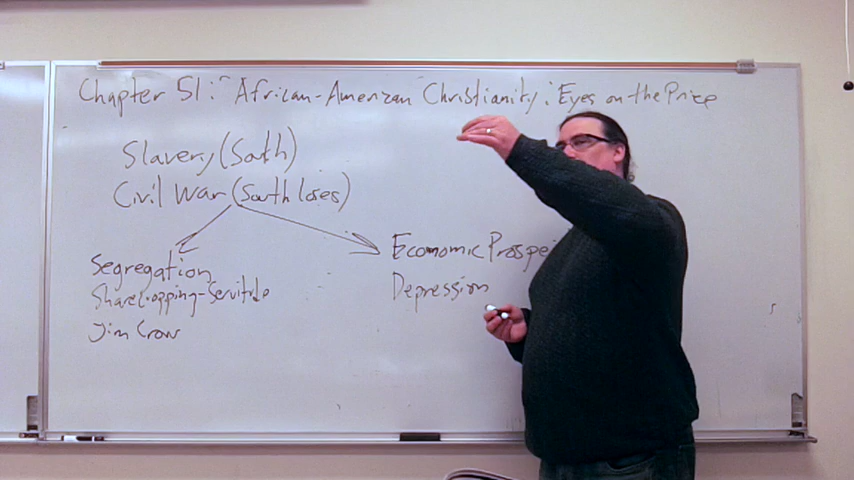 Chapter 51: "African-American Christianity: Eyes on the Prize
Slavery (South)
Civil War (South loses)
Segregation
Sharecropping-Servitude
Jim Crow
Economic Prospei
Depression